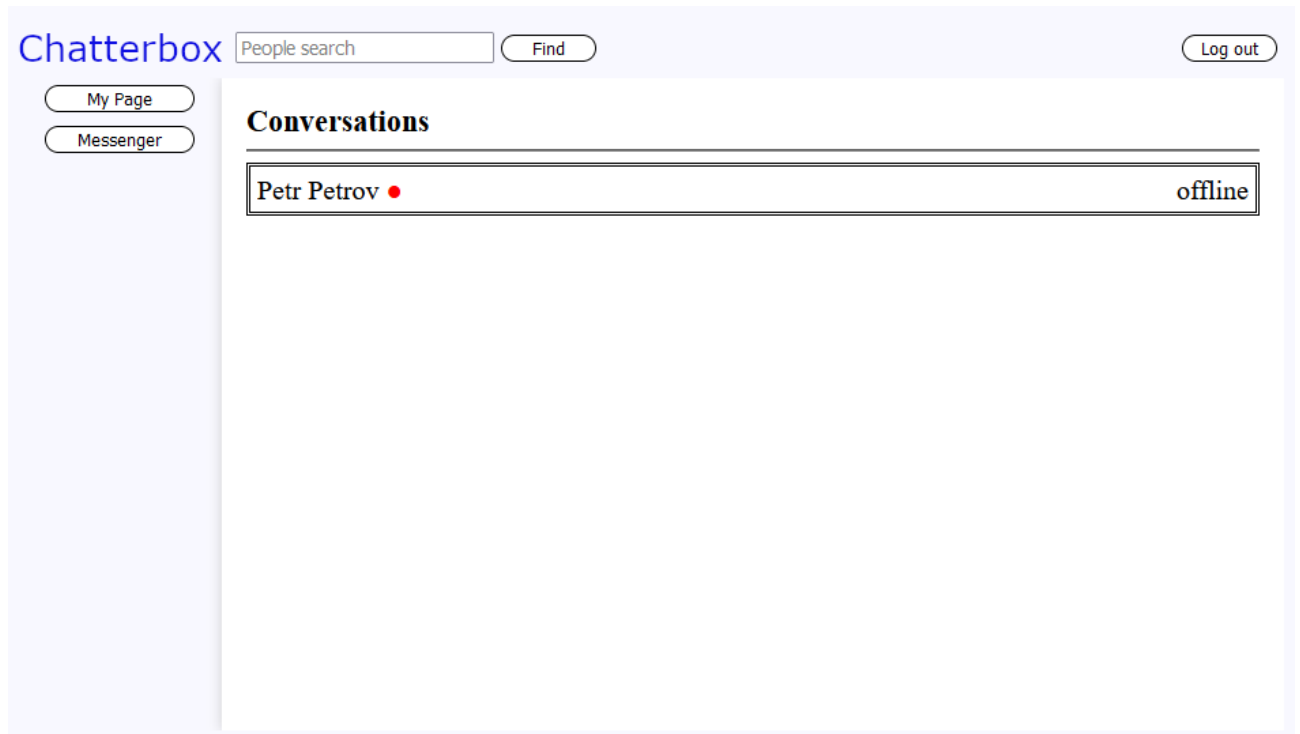 Chatterbox People search Find Log out
My Page
Messenger
Conversations
Petr Petrov offline